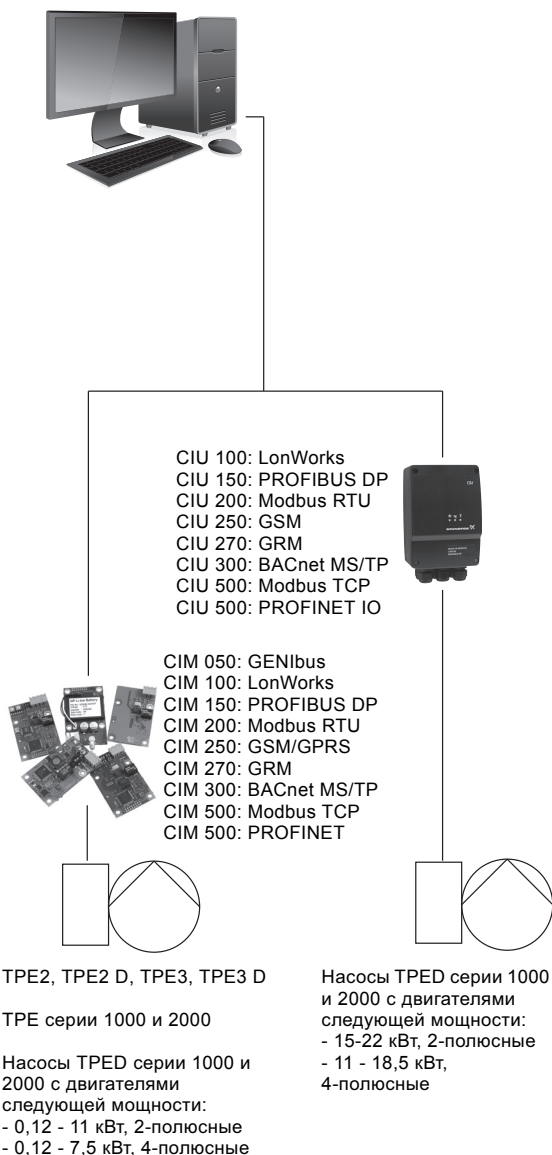 CIU 100: LonWorks
CIU 150: PROFIBUS DP
CIU 200: Modbus RTU
CIU 250: GSM
CIU 270: GRM
CIU 300: BACnet MS/TP
CIU 500: Modbus TCP
CIU 500: PROFINET IO
CIM 050: GENIbus
CIM 100: LonWorks
CIM 150: PROFIBUS DP
CIM 200: Modbus RTU
CIM 250: GSM/GPRS
CIM 270: GRM
CIM 300: BACnet MS/TP
CIM 500: Modbus TCP
CIM 500: PROFINET
TPE2, TPE2 D, TPE3, TPE3 D
TPE серии 1000 и 2000
Насосы TPED серии 1000 и
2000 с двигателями
следующей мощности:
- 0,12 - 11 кВт, 2-полюсные
- 0,12 - 7,5 кВт, 4-полюсные
Насосы TPED серии 1000
и 2000 с двигателями
следующей мощности:
- 15-22 кВт, 2-полюсные
- 11 - 18,5 кВт,
4-полюсные